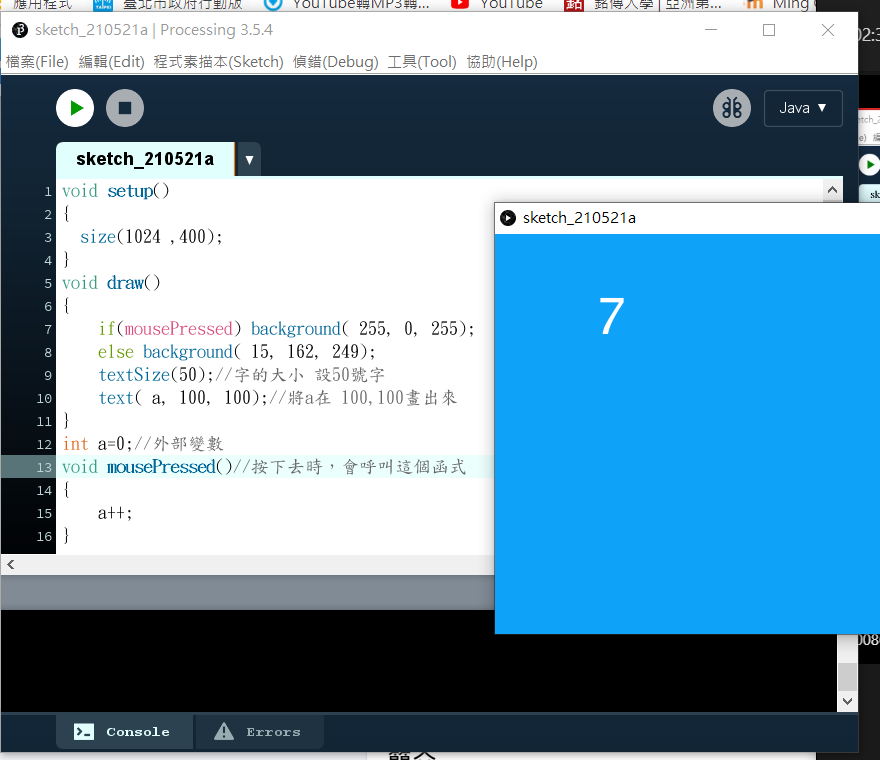 應用程式 臺北市政府行動版 YouTube轉MP3轉... YouTube 銘 銘傳大學 | 亞洲第... Ming
sketch_210521a | Processing 3.5.4
檔案(File) 編輯(Edit) 程式素描本(Sketch) 偵錯(Debug) 工具(Tool) 協助(Help)
Java ▼
sketch_210521a ▼
1 void setup()
2 {
3 size(1024 ,400);
4 }
5 void draw()
6 {
7 if(mousePressed) background( 255, 0, 255);
8 else background( 15, 162, 249);
9 textSize(50);//字的大小 設50號字
10 text( a, 100, 100);//將a在 100,100畫出來
11 }
12 int a=0;//外部變數
13 void mousePressed()//按下去時，會呼叫這個函式
14 {
15 a++;
16 }
sketch_210521a
7
Console Errors